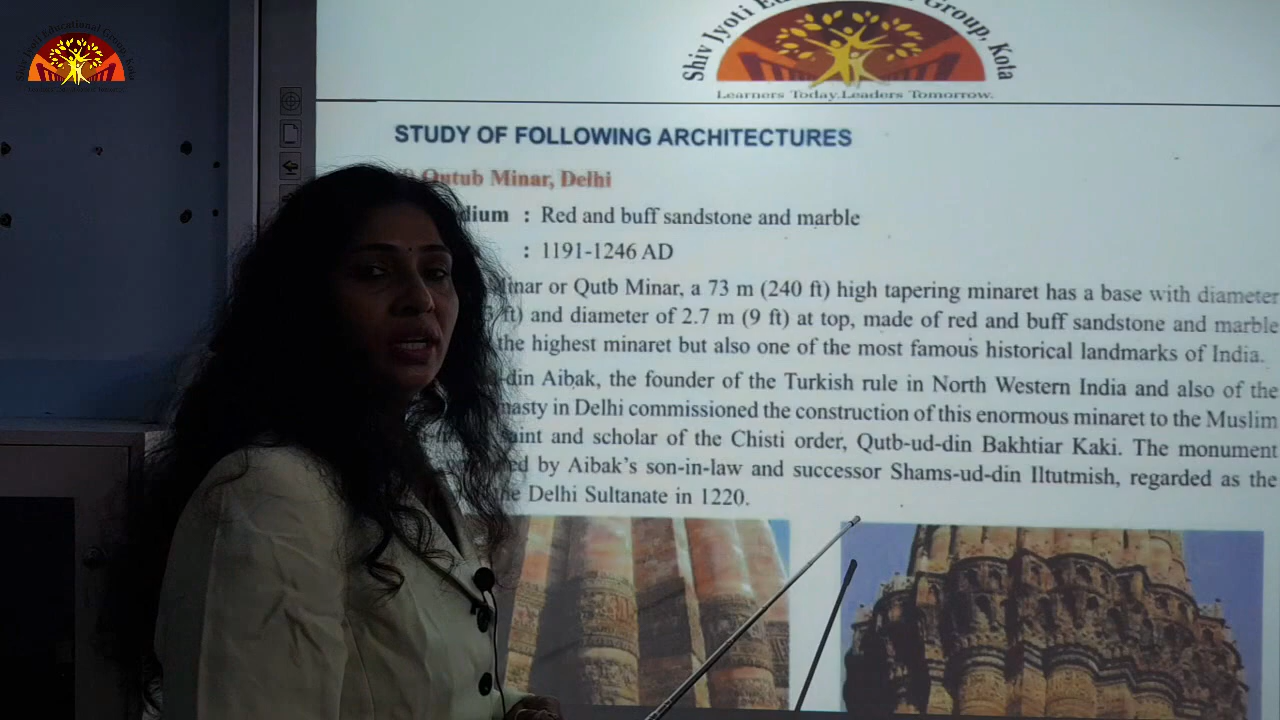 Shiv Jyoti Educational Group, Kota
Shiv Jyoti Educational Group, Kota
Learners Today.Leaders Tomorrow.
STUDY OF FOLLOWING ARCHITECTURES
Qutub Minar, Delhi
: Red and buff sandstone and marble
: 1191-1246 AD
Minar or Qutb Minar, a 73 m (240 ft) high tapering minaret has a base with diameter
ft) and diameter of 2.7 m (9 ft) at top, made of red and buff sandstone and marble
the highest minaret but also one of the most famous historical landmarks of India.
-din Aibak, the founder of the Turkish rule in North Western India and also of the
nasty in Delhi commissioned the construction of this enormous minaret to the Muslim
aint and scholar of the Chisti order, Qutb-ud-din Bakhtiar Kaki. The monument
ed by Aibak's son-in-law and successor Shams-ud-din Iltutmish, regarded as the
Delhi Sultanate in 1220.